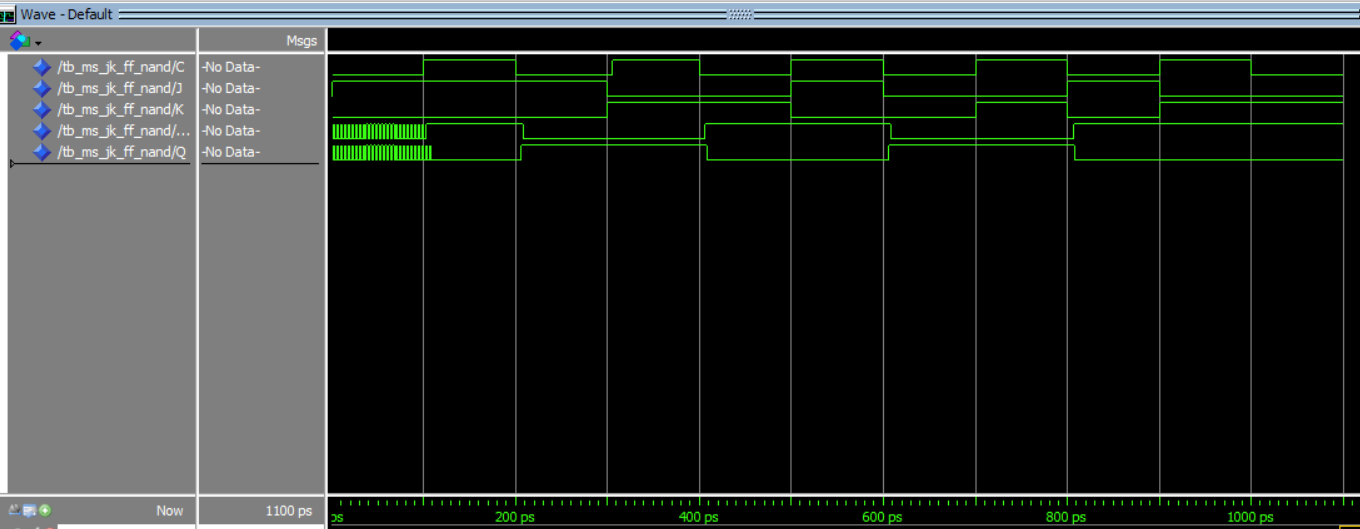 Wave - Default
Msgs
/tb_ms_jk_ff_nand/C -No Data-
/tb_ms_jk_ff_nand/J -No Data-
/tb_ms_jk_ff_nand/K -No Data-
/tb_ms_jk_ff_nand/... -No Data-
/tb_ms_jk_ff_nand/Q -No Data-
Now 1100 ps ps 200 ps 400 ps 600 ps 800 ps 1000 ps